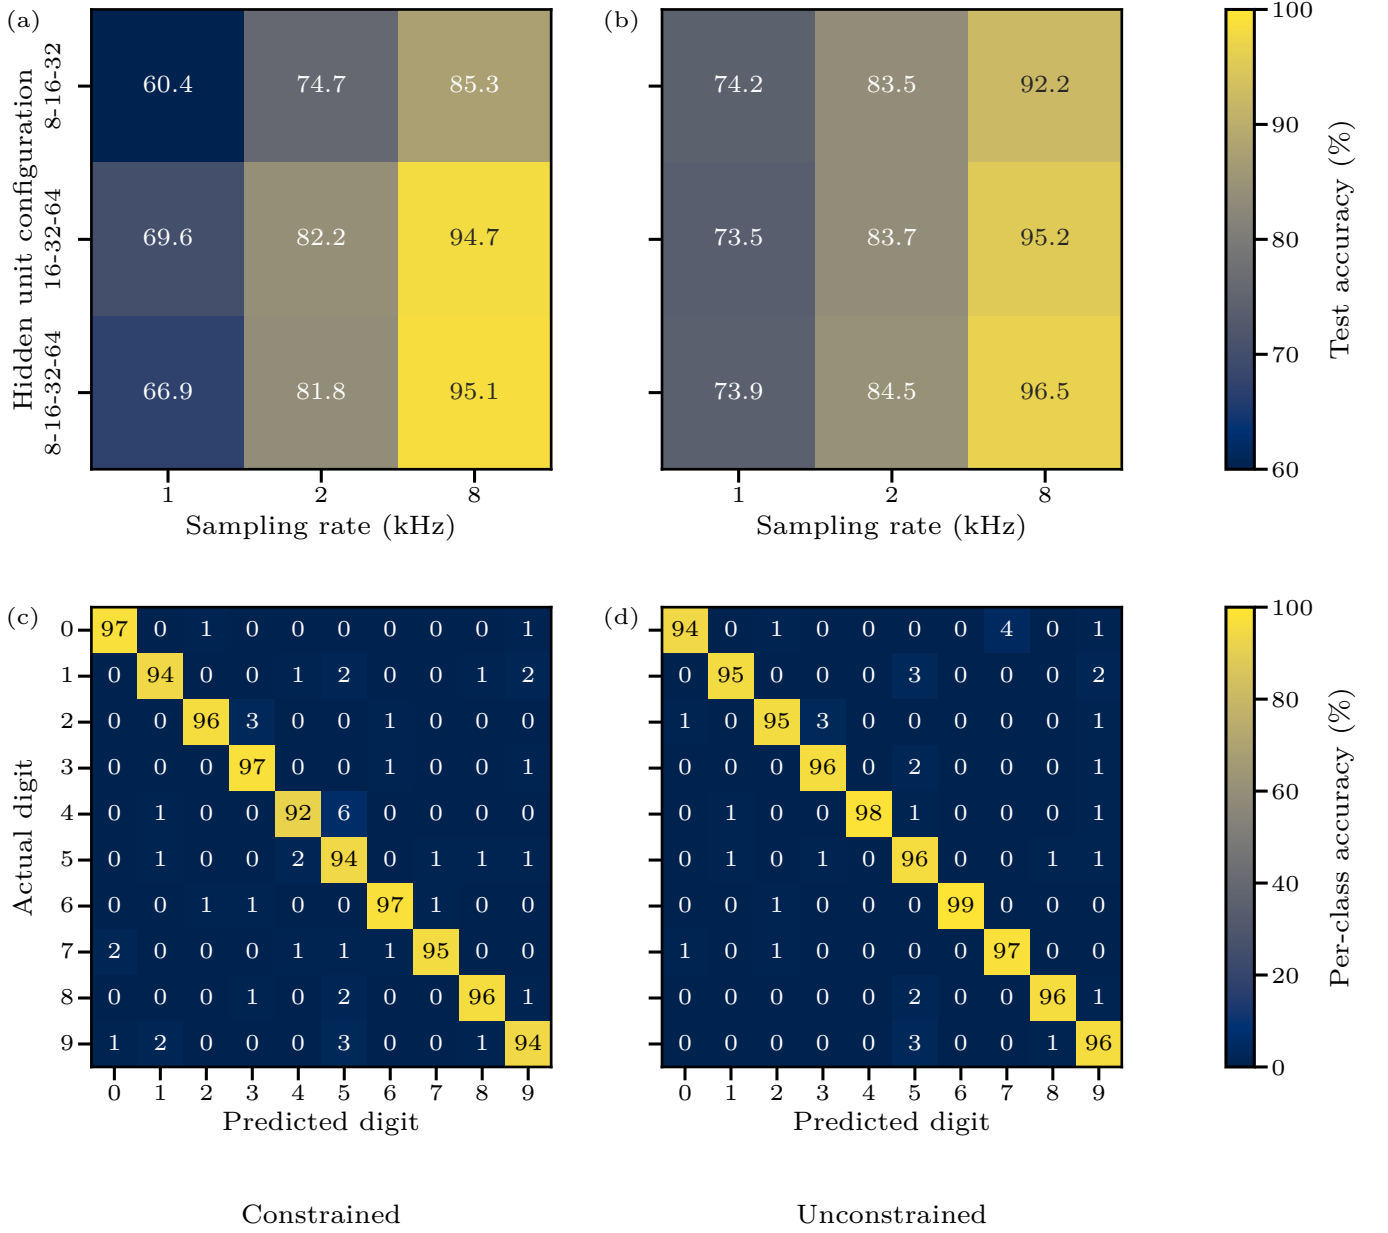 (a)
(b)
Hidden unit configuration
8-16-32
16-32-64
8-16-32-64
60.4 74.7 85.3
69.6 82.2 94.7
66.9 81.8 95.1
1 2 8
Sampling rate (kHz)
74.2 83.5 92.2
73.5 83.7 95.2
73.9 84.5 96.5
1 2 8
Sampling rate (kHz)
100
90
80
70
60
Test accuracy (%)
(c)
Actual digit
0 97 0 1 0 0 0 0 0 0 1
1 0 94 0 0 1 2 0 0 1 2
2 0 0 96 3 0 0 1 0 0 0
3 0 0 0 97 0 0 1 0 0 1
4 0 1 0 0 92 6 0 0 0 0
5 0 1 0 0 2 94 0 1 1 1
6 0 0 1 1 0 0 97 1 0 0
7 2 0 0 0 1 1 1 95 0 0
8 0 0 0 1 0 2 0 0 96 1
9 1 2 0 0 0 3 0 0 1 94
0 1 2 3 4 5 6 7 8 9
Predicted digit
(d)
94 0 1 0 0 0 0 4 0 1
0 95 0 0 0 3 0 0 0 2
1 0 95 3 0 0 0 0 0 1
0 0 0 96 0 2 0 0 0 1
0 1 0 0 98 1 0 0 0 1
0 1 0 1 0 96 0 0 1 1
0 0 1 0 0 0 99 0 0 0
1 0 1 0 0 0 0 97 0 0
0 0 0 0 0 2 0 0 96 1
0 0 0 0 0 3 0 0 1 96
0 1 2 3 4 5 6 7 8 9
Predicted digit
100
80
60
40
20
0
Per-class accuracy (%)
Constrained
Unconstrained